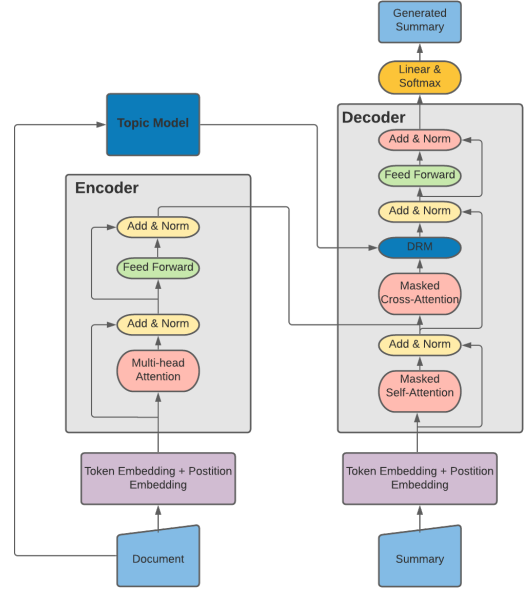 Generated
Summary
Linear &
Softmax
Decoder
Add & Norm
Feed Forward
Add & Norm
DRM
Masked
Cross-Attention
Add & Norm
Masked
Self-Attention
Token Embedding + Postition
Embedding
Summary
Topic Model
Encoder
Add & Norm
Feed Forward
Add & Norm
Multi-head
Attention
Token Embedding + Postition
Embedding
Document